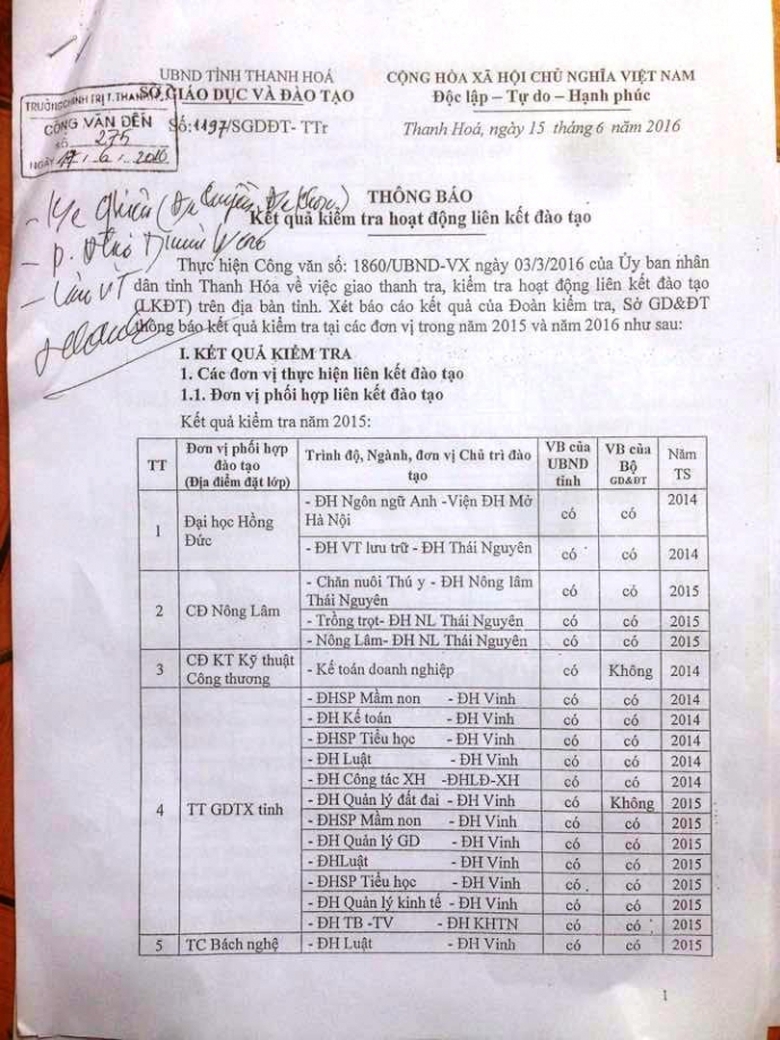 UBND TỈNH THANH HOÁ
SỞ GIÁO DỤC VÀ ĐÀO TẠO
Số: 1197/SGDĐT- TTr
CỘNG HÒA XÃ HỘI CHỦ NGHĨA VIỆT NAM
Độc lập – Tự do – Hạnh phúc
Thanh Hoá, ngày 15 tháng 6 năm 2016
TRƯỜNG CHÍNH TRỊ T. THANH
CÔNG VĂN ĐẾN
SỐ 275
NGÀY 17 / 6 / 2016
THÔNG BÁO
Kết quả kiểm tra hoạt động liên kết đào tạo
Thực hiện Công văn số: 1860/UBND-VX ngày 03/3/2016 của Ủy ban nhân
dân tỉnh Thanh Hóa về việc giao thanh tra, kiểm tra hoạt động liên kết đào tạo
(LKĐT) trên địa bàn tỉnh. Xét báo cáo kết quả của Đoàn kiểm tra, Sở GD&ĐT
thông báo kết quả kiểm tra tại các đơn vị trong năm 2015 và năm 2016 như sau:
I. KẾT QUẢ KIỂM TRA
1. Các đơn vị thực hiện liên kết đào tạo
1.1. Đơn vị phối hợp liên kết đào tạo
Kết quả kiểm tra năm 2015:
TT Đơn vị phối hợp đào tạo (Địa điểm đặt lớp) Trình độ, Ngành, đơn vị Chủ trì đào tạo VB của UBND tỉnh VB của Bộ GD&ĐT Năm TS
1 Đại học Hồng Đức - ĐH Ngôn ngữ Anh -Viện ĐH Mở Hà Nội có có 2014
- ĐH VT lưu trữ - ĐH Thái Nguyên có có 2014
2 CĐ Nông Lâm - Chăn nuôi Thú y - ĐH Nông lâm Thái Nguyên có có 2015
- Trồng trọt- ĐH NL Thái Nguyên có có 2015
- Nông Lâm- ĐH NL Thái Nguyên có có 2015
3 CĐ KT Kỹ thuật Công thương - Kế toán doanh nghiệp có Không 2014
4 TT GDTX tỉnh - ĐHSP Mầm non - ĐH Vinh có có 2014
- ĐH Kế toán - ĐH Vinh có có 2014
- ĐHSP Tiểu học - ĐH Vinh có có 2014
- ĐH Luật - ĐH Vinh có có 2014
- ĐH Công tác XH -ĐHLĐ-XH có có 2014
- ĐH Quản lý đất đai - ĐH Vinh có Không 2015
- ĐHSP Mầm non - ĐH Vinh có có 2015
- ĐH Quản lý GD - ĐH Vinh có có 2015
- ĐHLuật - ĐH Vinh có có 2015
- ĐHSP Tiểu học - ĐH Vinh có có 2015
- ĐH Quản lý kinh tế - ĐH Vinh có có 2015
- ĐH TB -TV - ĐH KHTN có có 2015
5 TC Bách nghệ - ĐH Luật - ĐH Vinh có có 2015
1